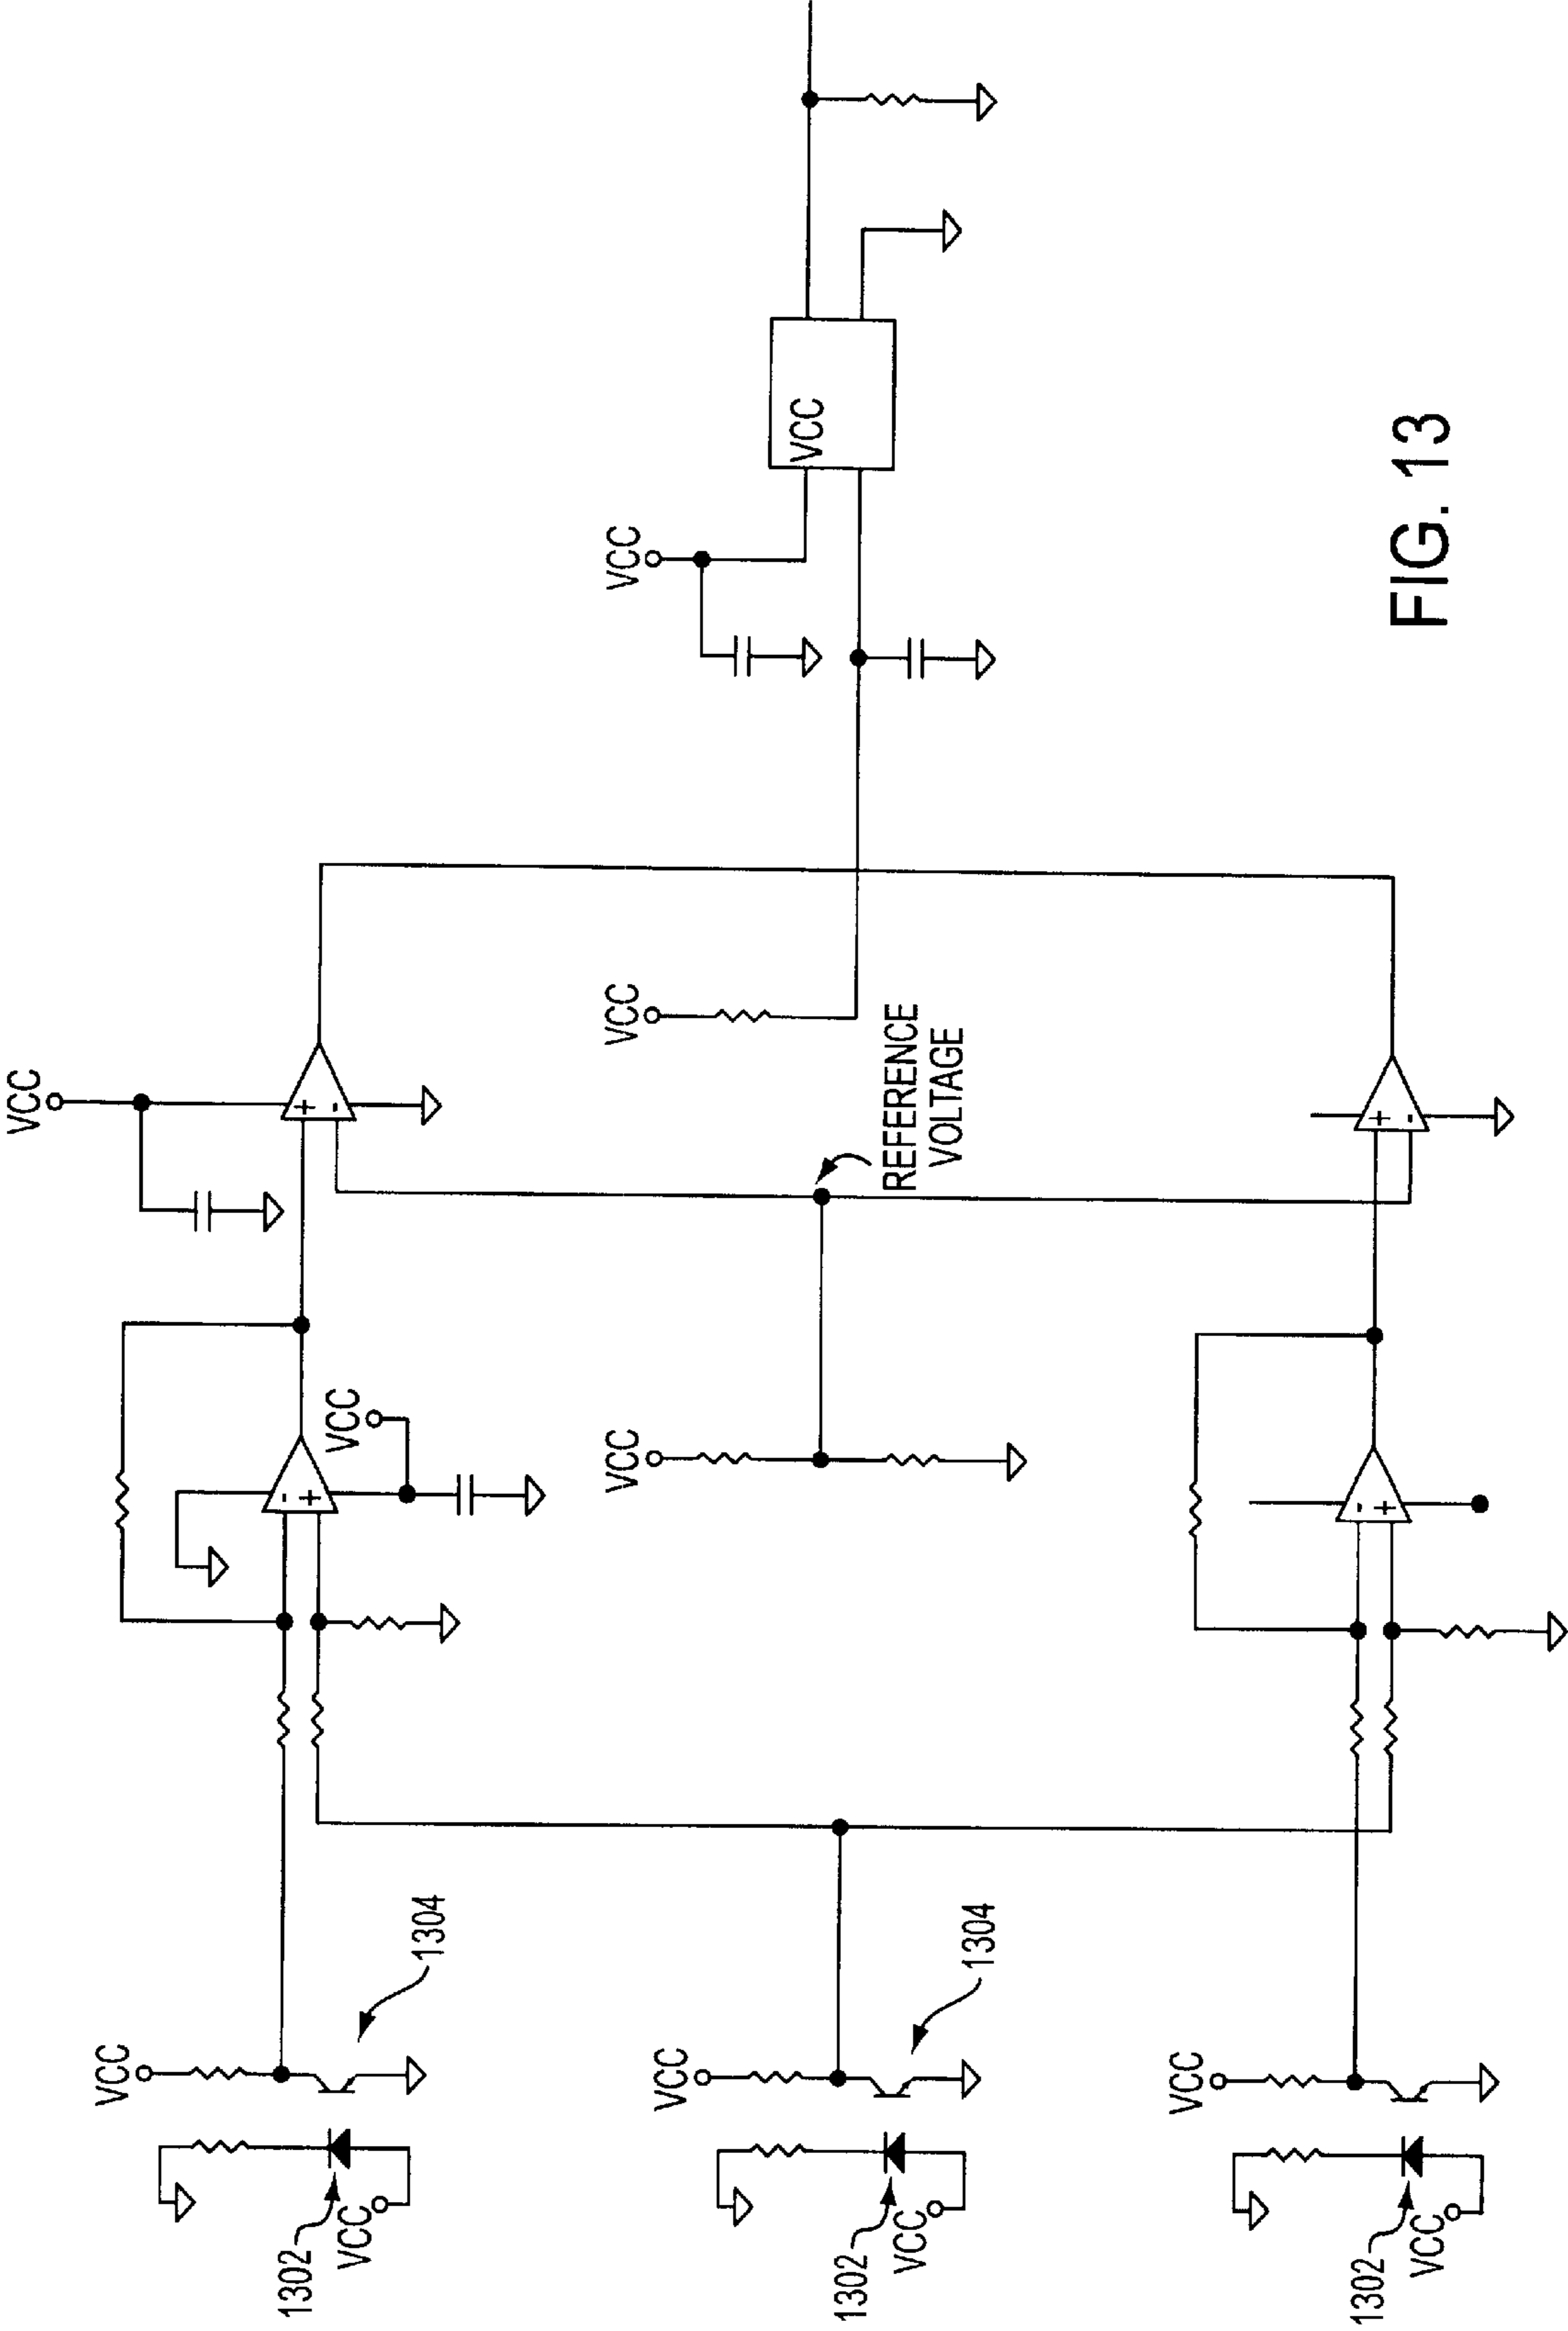 VCC
VCC
1302
-
+
+
-
VCC
VCC
1304
VCC
VCC
VCC
VCC
VCC
1302
VCC
REFERENCE
VOLTAGE
1304
VCC
1302
VCC
-
+
+
-
FIG. 13